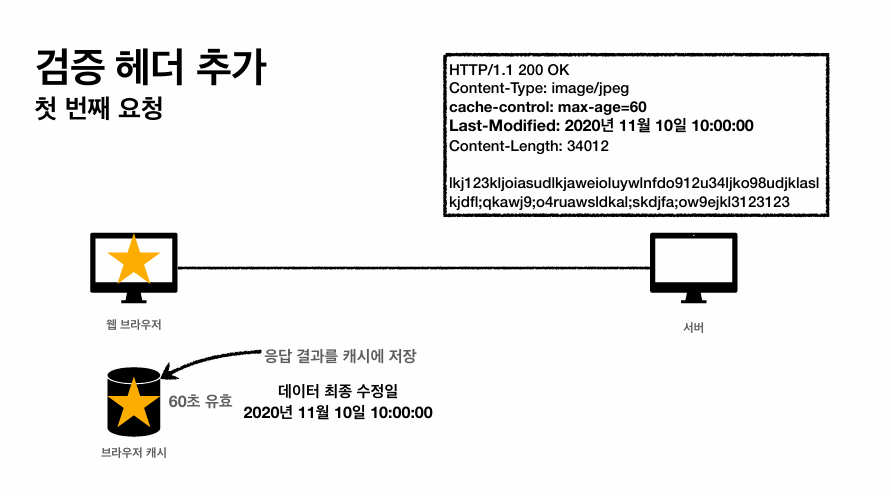 검증 헤더 추가
첫 번째 요청
HTTP/1.1 200 OK
Content-Type: image/jpeg
cache-control: max-age=60
Last-Modified: 2020년 11월 10일 10:00:00
Content-Length: 34012
lkj123kljoiasudlkjaweioluywlnfdo912u34ljko98udjklasl
kjdfl;qkawj9;o4ruawsldkal;skdjfa;ow9ejkl3123123
웹 브라우저
서버
응답 결과를 캐시에 저장
60초 유효
데이터 최종 수정일
2020년 11월 10일 10:00:00
브라우저 캐시